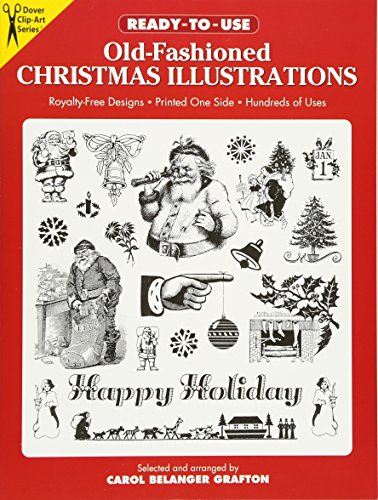 Dover
Clip-Art
Series®
READY-TO-USE
Old-Fashioned
CHRISTMAS ILLUSTRATIONS
Royalty-Free Designs • Printed One Side • Hundreds of Uses
JAN.
1
Happy Holiday
Selected and arranged by
CAROL BELANGER GRAFTON